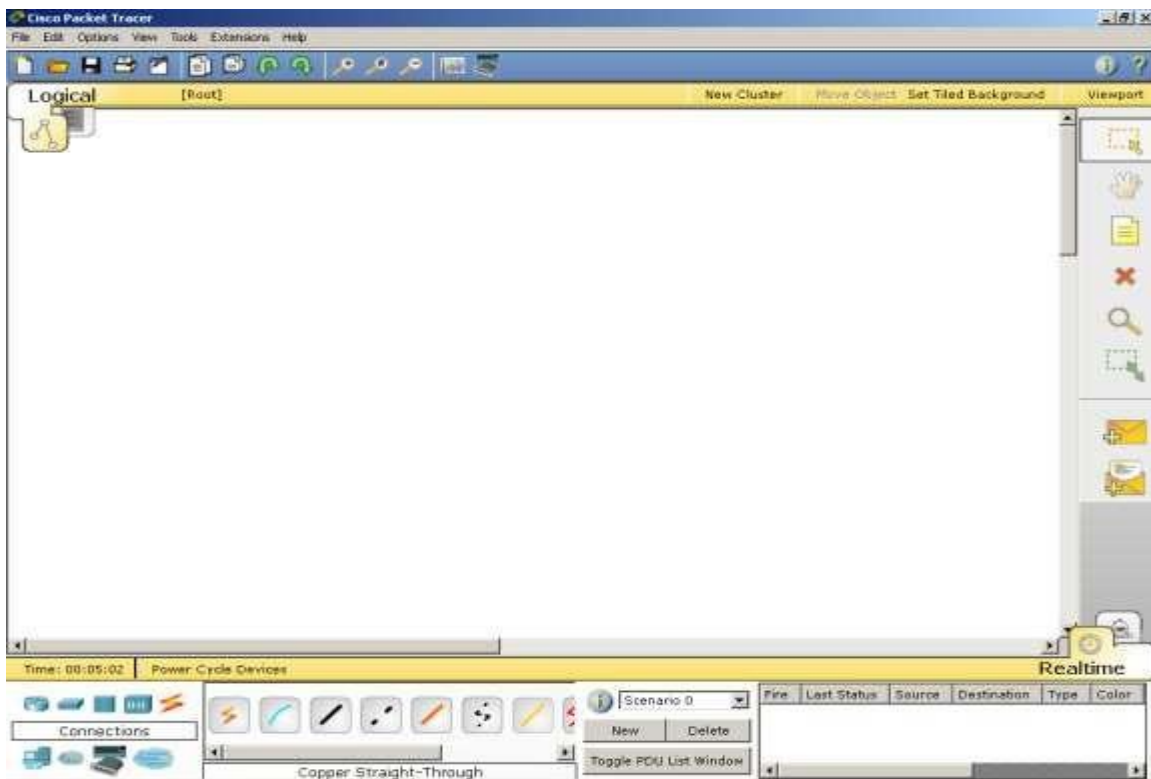 Cisco Packet Tracer
File Edit Options View Tools Extensions Help
Logical [Root] New Cluster Move Object Set Tiled Background Viewport
Time: 00:05:02 Power Cycle Devices Realtime
Connections
Copper Straight-Through
Scenario 0
New Delete
Toggle PDU List Window
Fire Last Status Source Destination Type Color